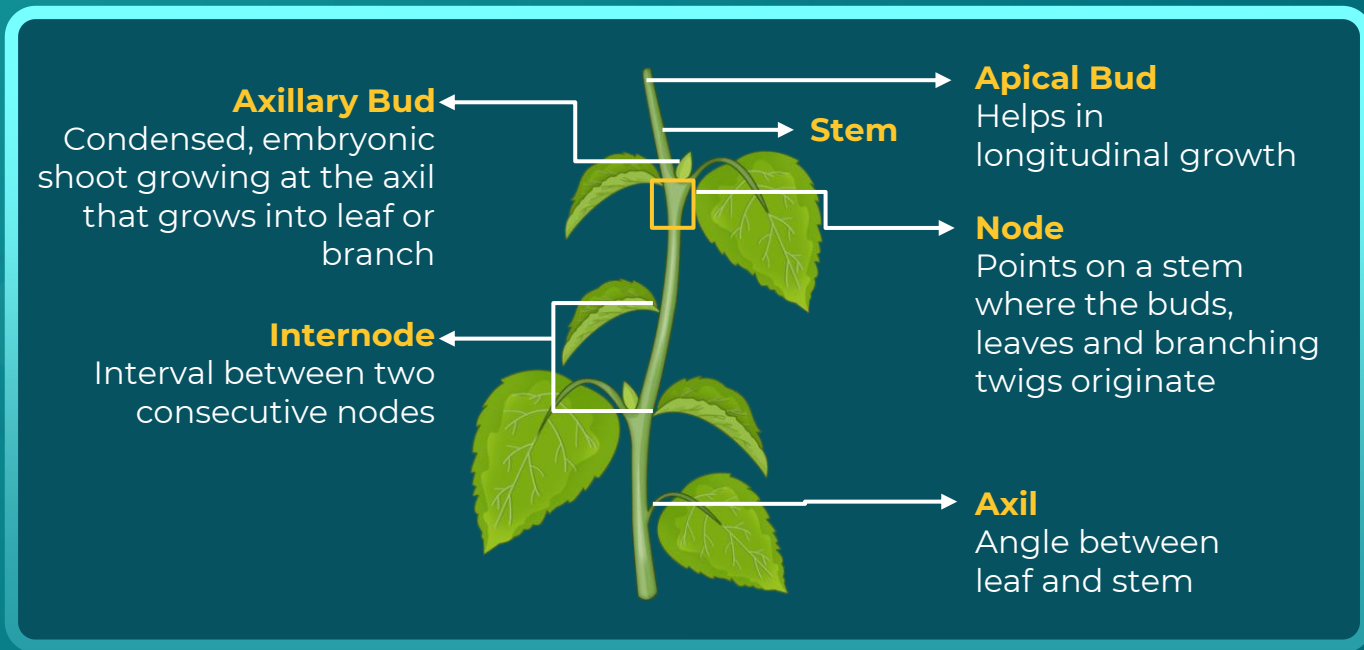 Axillary Bud
Condensed, embryonic
shoot growing at the axil
that grows into leaf or
branch
Internode
Interval between two
consecutive nodes
Stem
Apical Bud
Helps in
longitudinal growth
Node
Points on a stem
where the buds,
leaves and branching
twigs originate
Axil
Angle between
leaf and stem